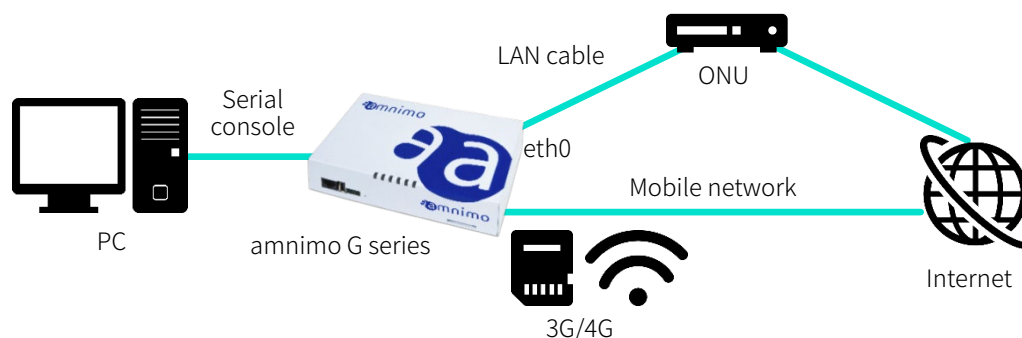 LAN cable
ONU
Serial
console
amnimo
a
eth0
Mobile network
amnimo
PC
amnimo G series
Internet
3G/4G